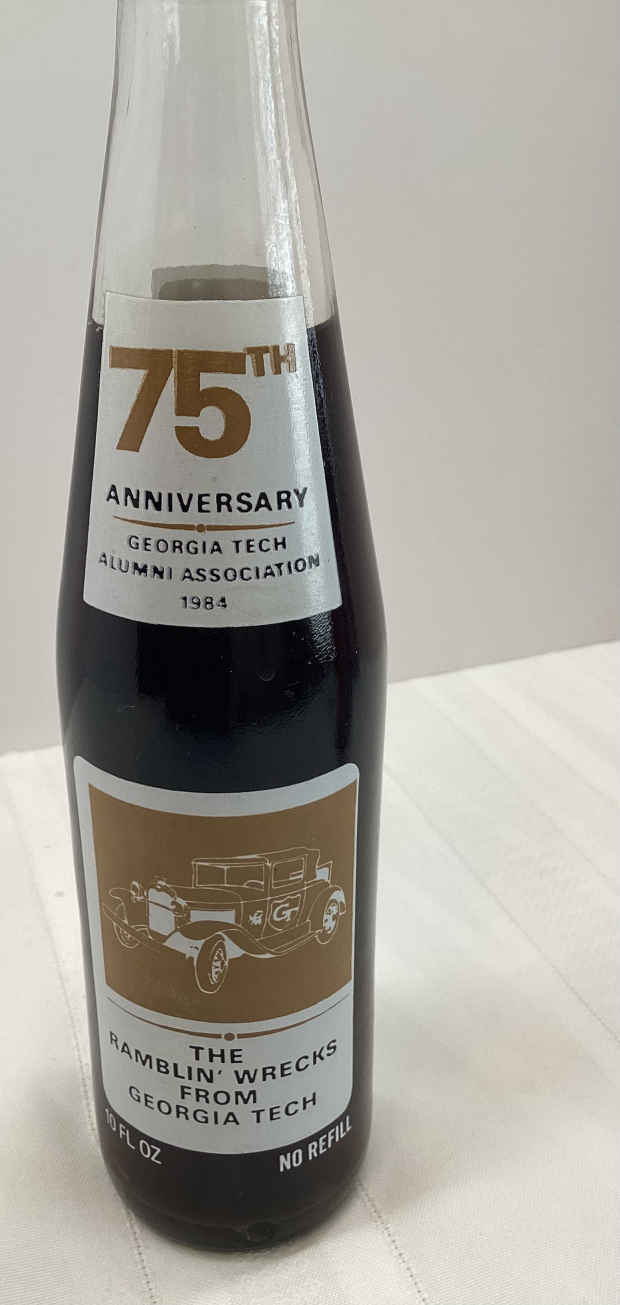 75TH
ANNIVERSARY
GEORGIA TECH
ALUMNI ASSOCIATION
1984
GT
THE
RAMBLIN' WRECKS
FROM
GEORGIA TECH
10 FL OZ
NO REFILL